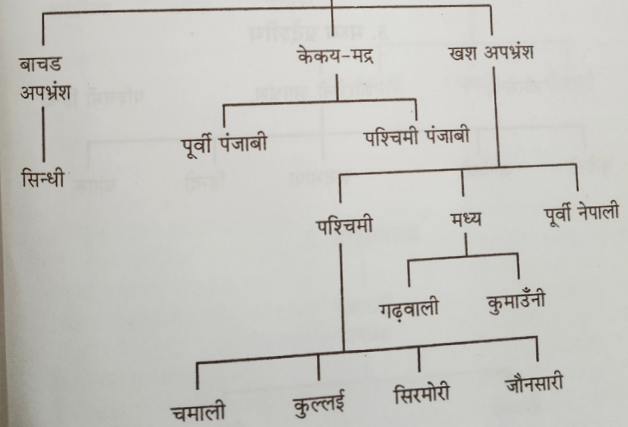 बाचड
अपभ्रंश
केकय-मद्र
खश अपभ्रंश
पूर्वी पंजाबी
पश्चिमी पंजाबी
सिन्धी
पश्चिमी
मध्य
पूर्वी नेपाली
गढ़वाली
कुमाउँनी
चमाली
कुल्लई
सिरमोरी
जौनसारी